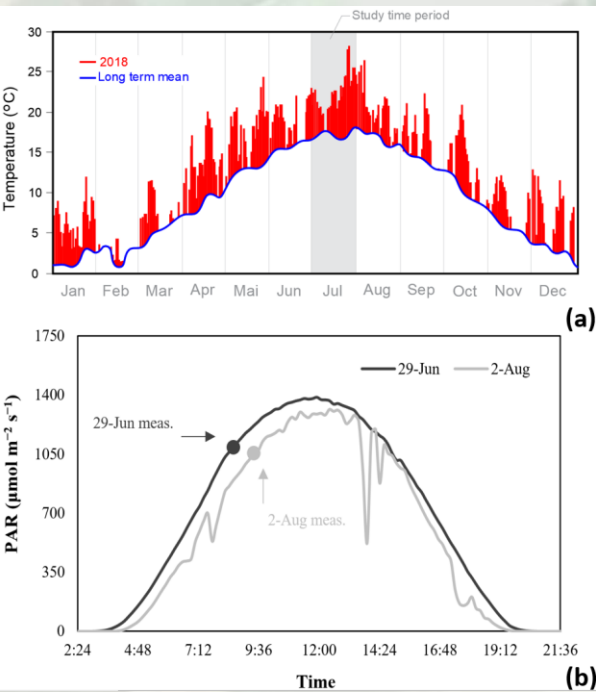 Study time period
30
25
20
15
10
5
0
Temperature (°C)
2018
Long term mean
Jan Feb Mar Apr Mai Jun Jul Aug Sep Oct Nov Dec
(a)
1750
1400
1050
700
350
0
PAR (µmol m⁻² s⁻¹)
29-Jun 2-Aug
29-Jun meas.
2-Aug meas.
2:24 4:48 7:12 9:36 12:00 14:24 16:48 19:12 21:36
Time
(b)